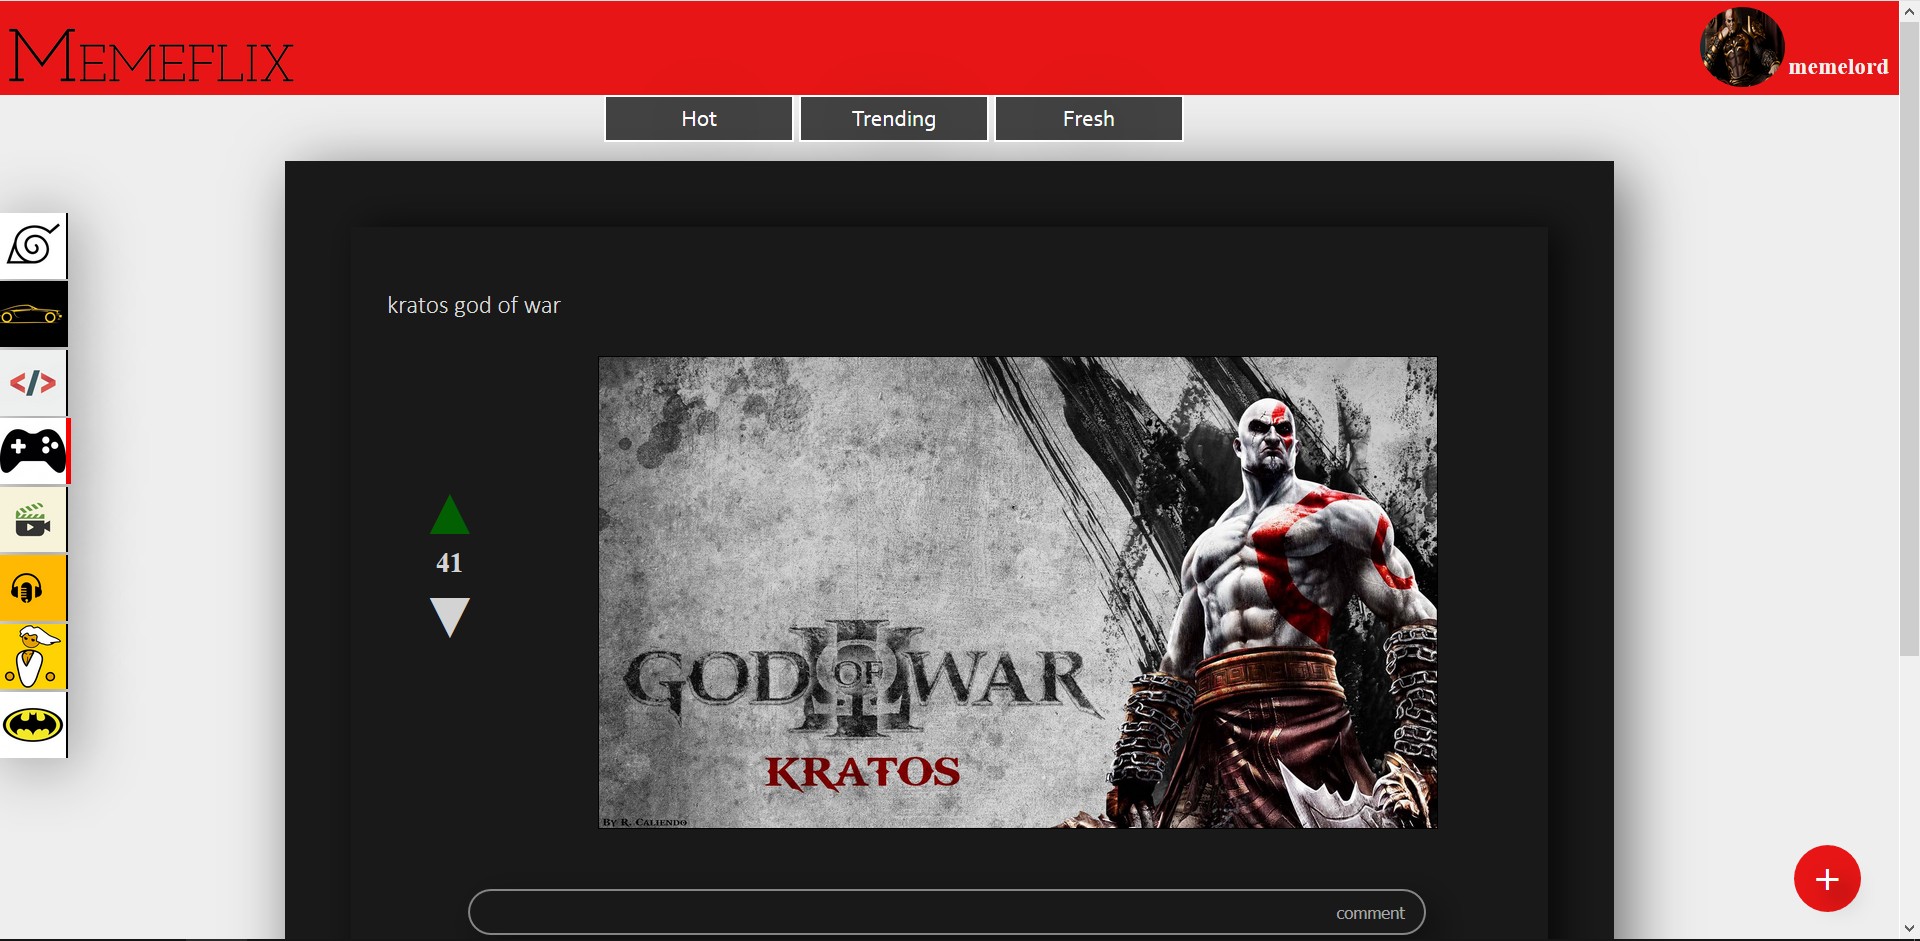 MEMEFLIX
memelord
Hot
Trending
Fresh
kratos god of war
41
GOD OF WAR
III
KRATOS
BY R. CALIENDO
comment
+